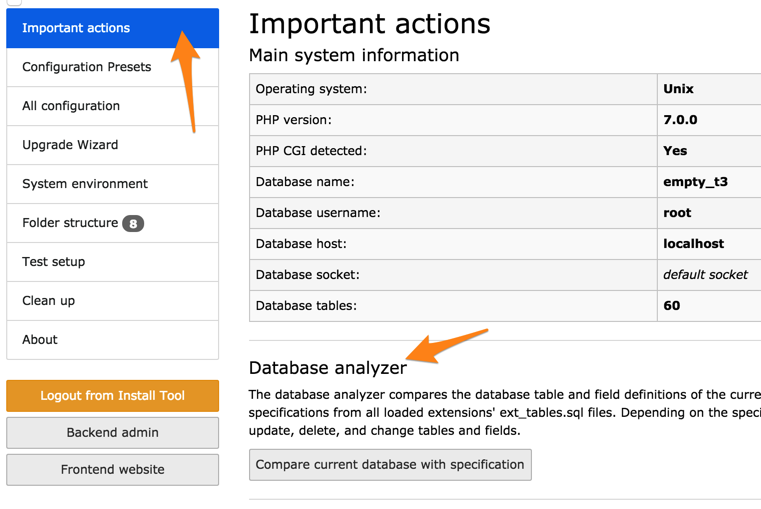 Important actions
Configuration Presets
All configuration
Upgrade Wizard
System environment
Folder structure 8
Test setup
Clean up
About
Logout from Install Tool
Backend admin
Frontend website
Important actions
Main system information
Operating system: Unix
PHP version: 7.0.0
PHP CGI detected: Yes
Database name: empty_t3
Database username: root
Database host: localhost
Database socket: default socket
Database tables: 60
Database analyzer
The database analyzer compares the database table and field definitions of the curre
specifications from all loaded extensions' ext_tables.sql files. Depending on the speci
update, delete, and change tables and fields.
Compare current database with specification